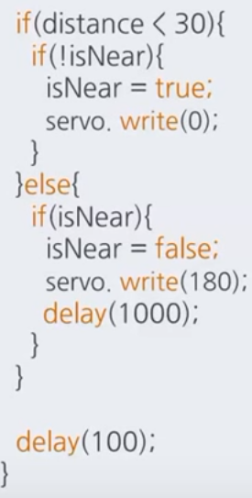 if(distance < 30){
if(!isNear){
isNear = true;
servo. write(0);
}
}else{
if(isNear){
isNear = false;
servo. write(180);
delay(1000);
}
}
delay(100);
}